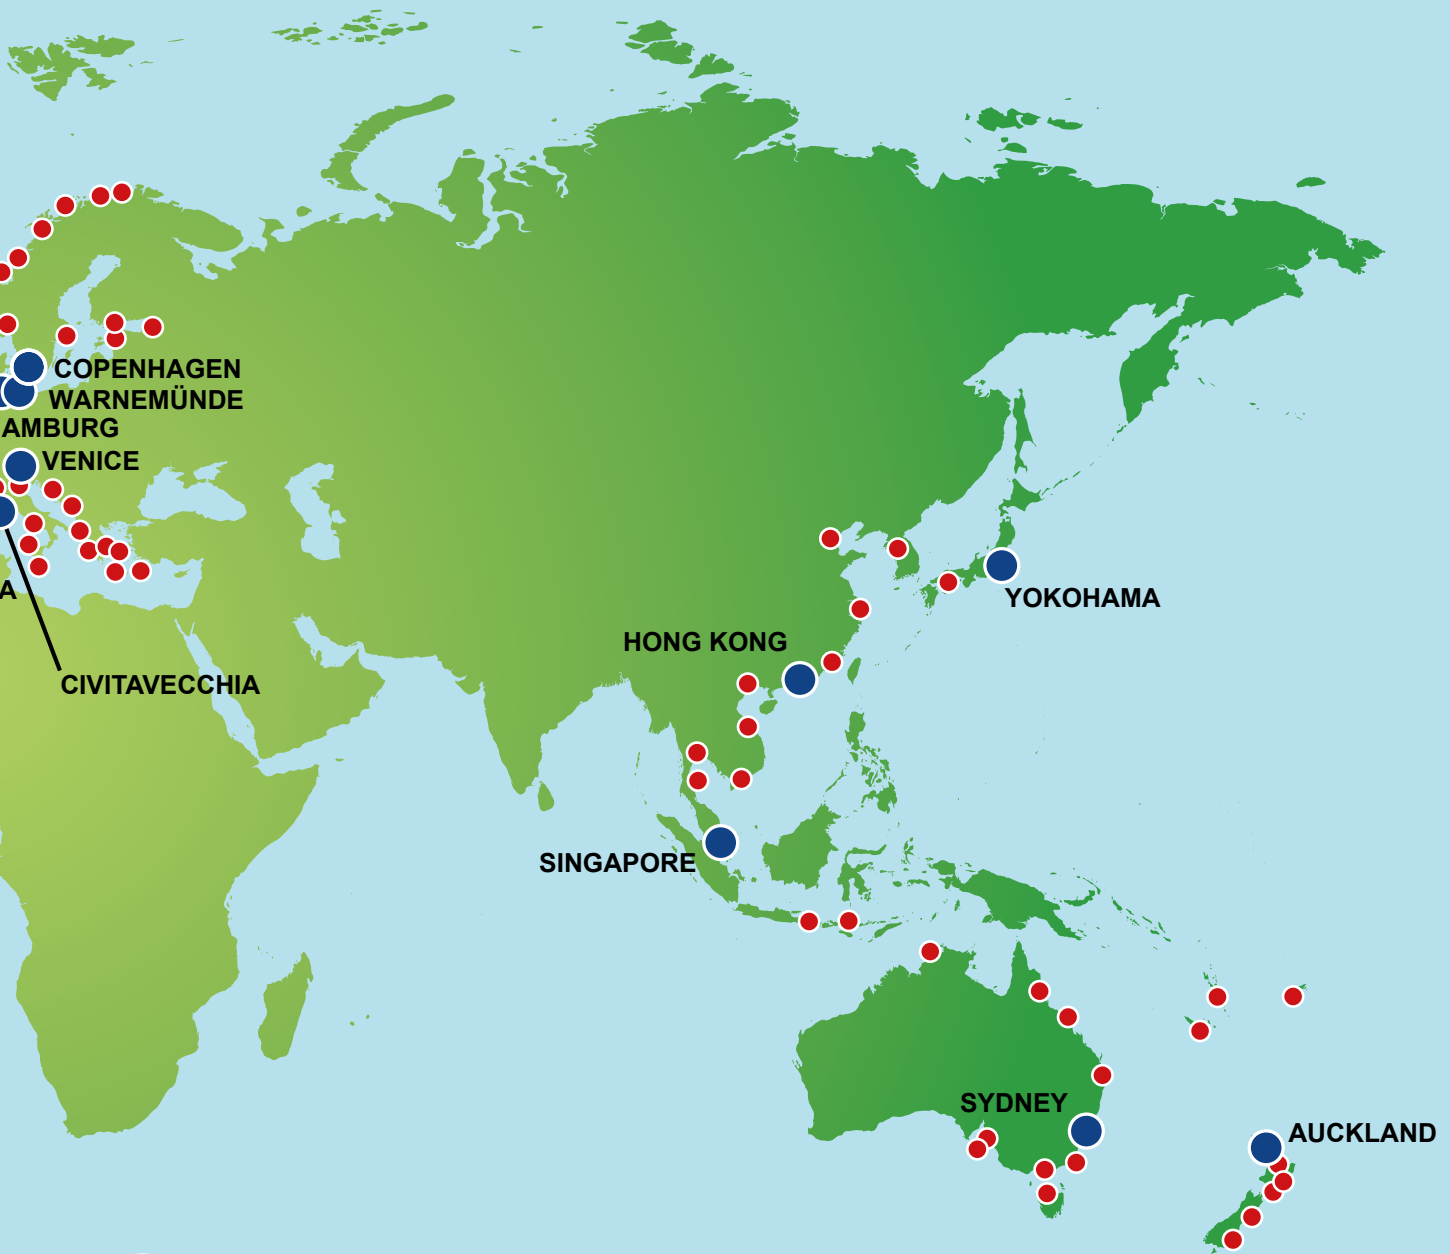 COPENHAGEN
WARNEMÜNDE
AMBURG
VENICE
YOKOHAMA
A
HONG KONG
CIVITAVECCHIA
SINGAPORE
SYDNEY
AUCKLAND